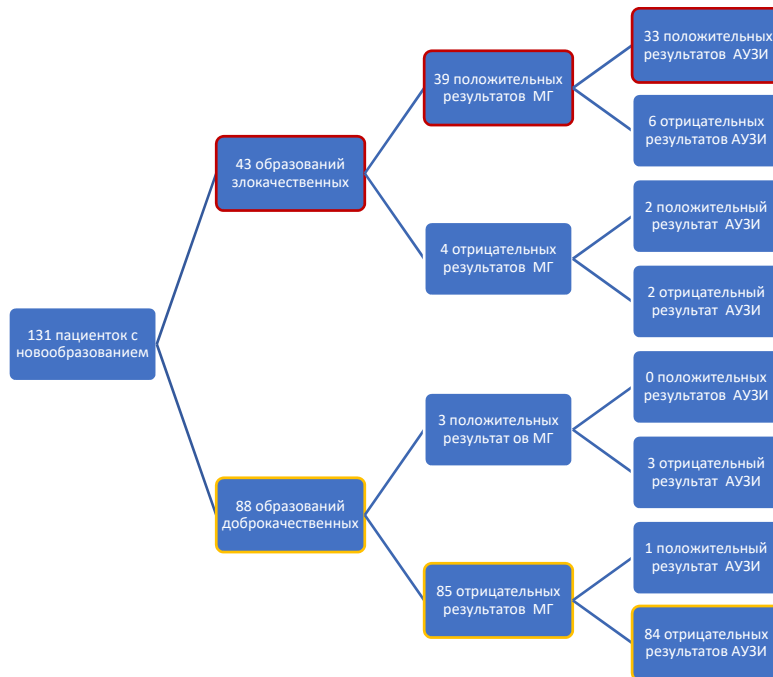 131 пациенток с
новообразованием
43 образований
злокачественных
39 положительных
результатов МГ
33 положительных
результатов АУЗИ
6 отрицательных
результатов АУЗИ
4 отрицательных
результатов МГ
2 положительный
результат АУЗИ
2 отрицательный
результат АУЗИ
88 образований
доброкачественных
3 положительных
результат ов МГ
0 положительных
результатов АУЗИ
3 отрицательный
результат АУЗИ
85 отрицательных
результатов МГ
1 положительный
результат АУЗИ
84 отрицательных
результатов АУЗИ